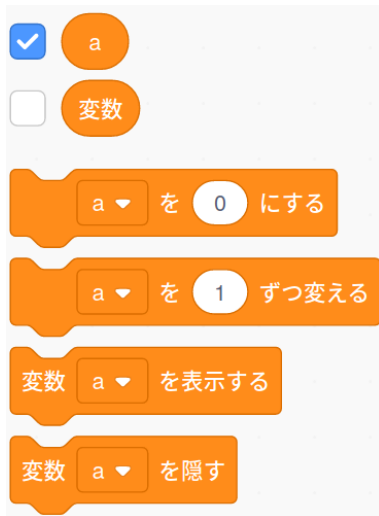 a
変数
a を 0 にする
a を 1 ずつ変える
変数 a を表示する
変数 a を隠す